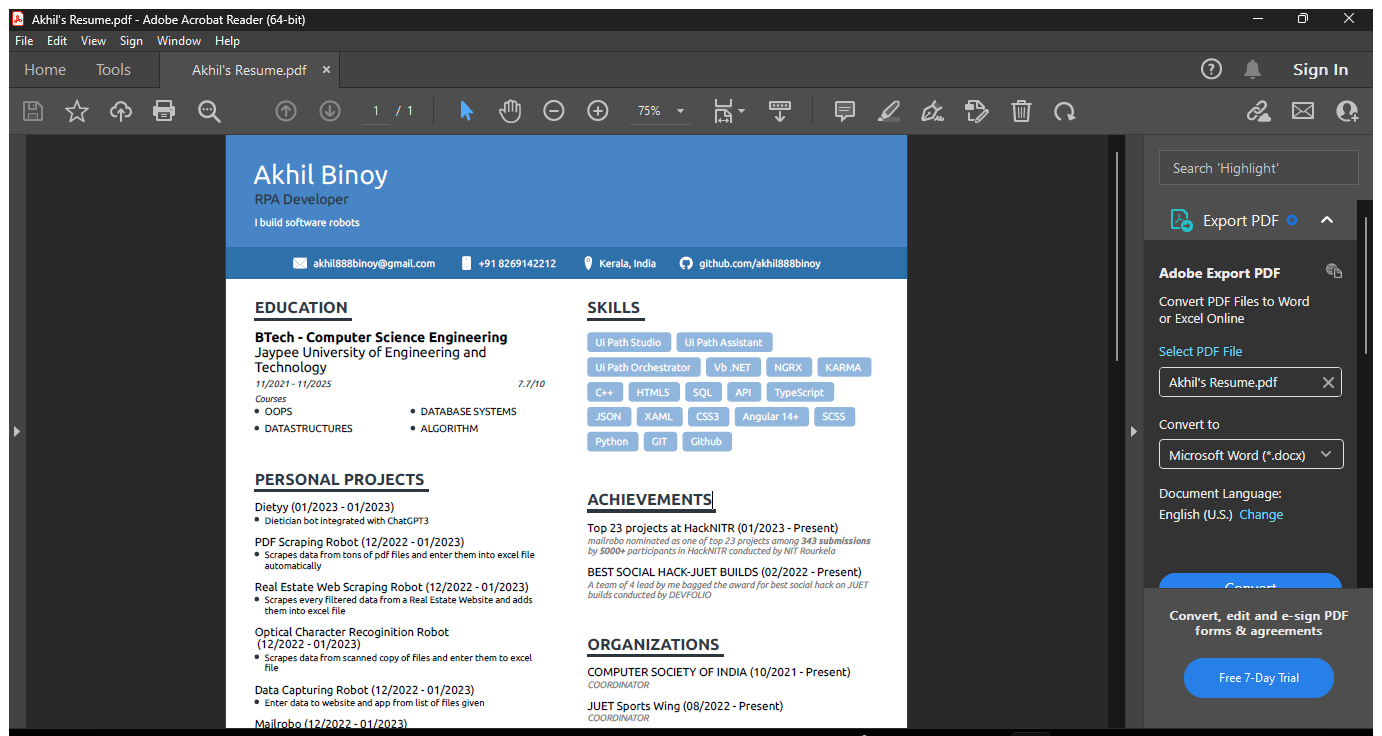 Akhil's Resume.pdf - Adobe Acrobat Reader (64-bit)
File Edit View Sign Window Help
Home Tools Akhil's Resume.pdf × Sign In
1 / 1 75%
Akhil Binoy
RPA Developer
I build software robots
akhil888binoy@gmail.com +91 8269142212 Kerala, India github.com/akhil888binoy
EDUCATION
BTech - Computer Science Engineering
Jaypee University of Engineering and
Technology
11/2021 - 11/2025 7.7/10
Courses
• OOPS • DATABASE SYSTEMS
• DATASTRUCTURES • ALGORITHM
PERSONAL PROJECTS
Dietyy (01/2023 - 01/2023)
• Dietician bot integrated with ChatGPT3
PDF Scraping Robot (12/2022 - 01/2023)
• Scrapes data from tons of pdf files and enter them into excel file
automatically
Real Estate Web Scraping Robot (12/2022 - 01/2023)
• Scrapes every filtered data from a Real Estate Website and adds
them into excel file
Optical Character Recoginition Robot
(12/2022 - 01/2023)
• Scrapes data from scanned copy of files and enter them to excel
file
Data Capturing Robot (12/2022 - 01/2023)
• Enter data to website and app from list of files given
Mailrobo (12/2022 - 01/2023)
SKILLS
Ui Path Studio Ui Path Assistant
Ui Path Orchestrator Vb .NET NGRX KARMA
C++ HTML5 SQL API TypeScript
JSON XAML CSS3 Angular 14+ SCSS
Python GIT Github
ACHIEVEMENTS
Top 23 projects at HackNITR (01/2023 - Present)
mailrobo nominated as one of top 23 projects among 343 submissions
by 5000+ participants in HackNITR conducted by NIT Rourkela
BEST SOCIAL HACK-JUET BUILDS (02/2022 - Present)
A team of 4 lead by me bagged the award for best social hack on JUET
builds conducted by DEVFOLIO
ORGANIZATIONS
COMPUTER SOCIETY OF INDIA (10/2021 - Present)
COORDINATOR
JUET Sports Wing (08/2022 - Present)
COORDINATOR
Search 'Highlight'
Export PDF
Adobe Export PDF
Convert PDF Files to Word
or Excel Online
Select PDF File
Akhil's Resume.pdf
Convert to
Microsoft Word (*.docx)
Document Language:
English (U.S.) Change
Convert
Convert, edit and e-sign PDF
forms & agreements
Free 7-Day Trial